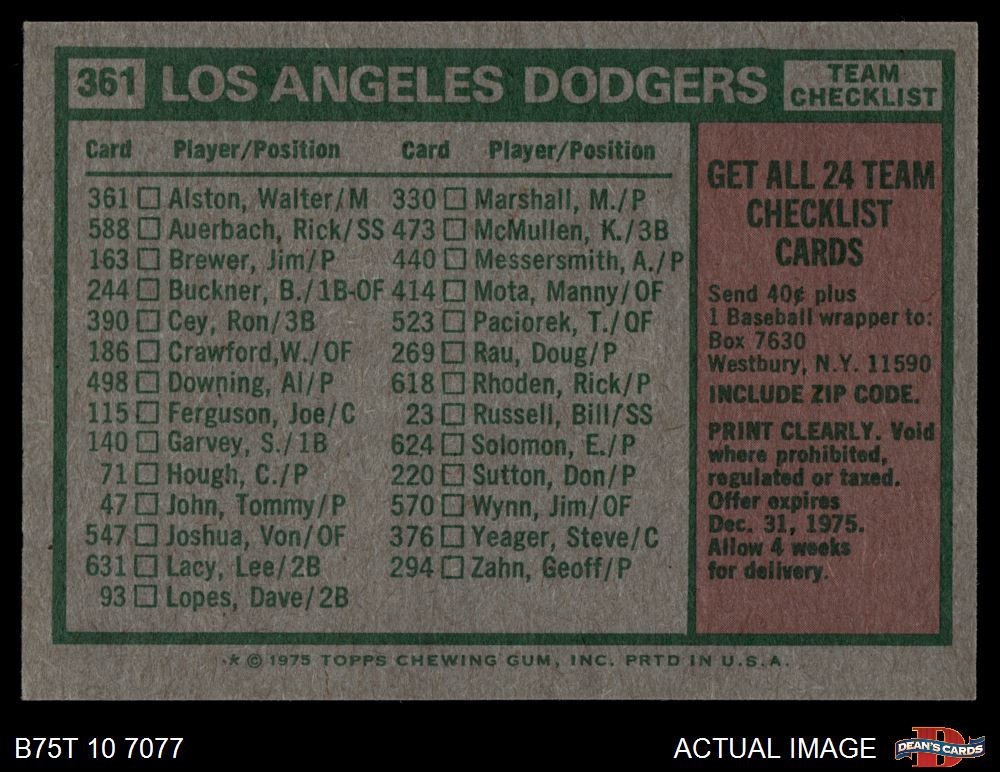 361 LOS ANGELES DODGERS TEAM CHECKLIST
Card Player/Position Card Player/Position
361 Alston, Walter/M 330 Marshall, M./P
588 Auerbach, Rick/SS 473 McMullen, K./3B
163 Brewer, Jim/P 440 Messersmith, A./P
244 Buckner, B./1B-OF 414 Mota, Manny/OF
390 Cey, Ron/3B 523 Paciorek, T./OF
186 Crawford,W./OF 269 Rau, Doug/P
498 Downing, Al/P 618 Rhoden, Rick/P
115 Ferguson, Joe/C 23 Russell, Bill/SS
140 Garvey, S./1B 624 Solomon, E./P
71 Hough, C./P 220 Sutton, Don/P
47 John, Tommy/P 570 Wynn, Jim/OF
547 Joshua, Von/OF 376 Yeager, Steve/C
631 Lacy, Lee/2B 294 Zahn, Geoff/P
93 Lopes, Dave/2B
GET ALL 24 TEAM
CHECKLIST
CARDS
Send 40¢ plus
1 Baseball wrapper to:
Box 7630
Westbury, N.Y. 11590
INCLUDE ZIP CODE.
PRINT CLEARLY. Void
where prohibited,
regulated or taxed.
Offer expires
Dec. 31, 1975.
Allow 4 weeks
for delivery.
* © 1975 TOPPS CHEWING GUM, INC. PRTD IN U.S.A.
B75T 10 7077 ACTUAL IMAGE D DEAN'S CARDS